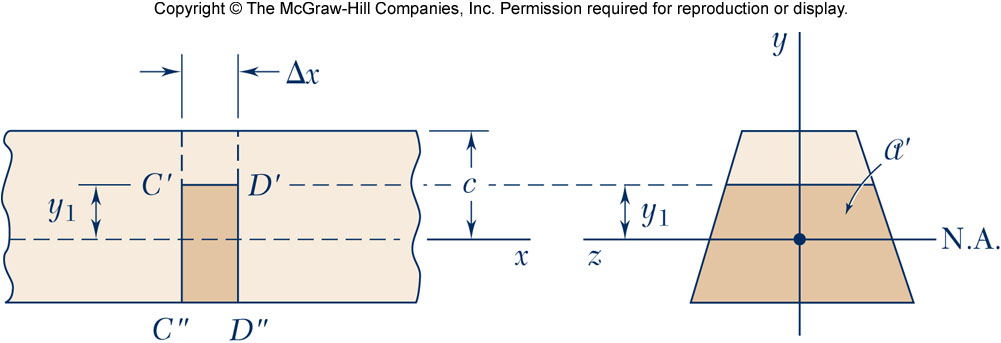 Copyright © The McGraw-Hill Companies, Inc. Permission required for reproduction or display.
Δx
y
C′
D′
c
y₁
y₁
𝒜′
x
z
N.A.
C″
D″